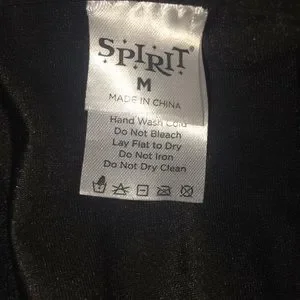 SPIRIT
M
MADE IN CHINA
Hand Wash Cold
Do Not Bleach
Lay Flat to Dry
Do Not Iron
Do Not Dry Clean